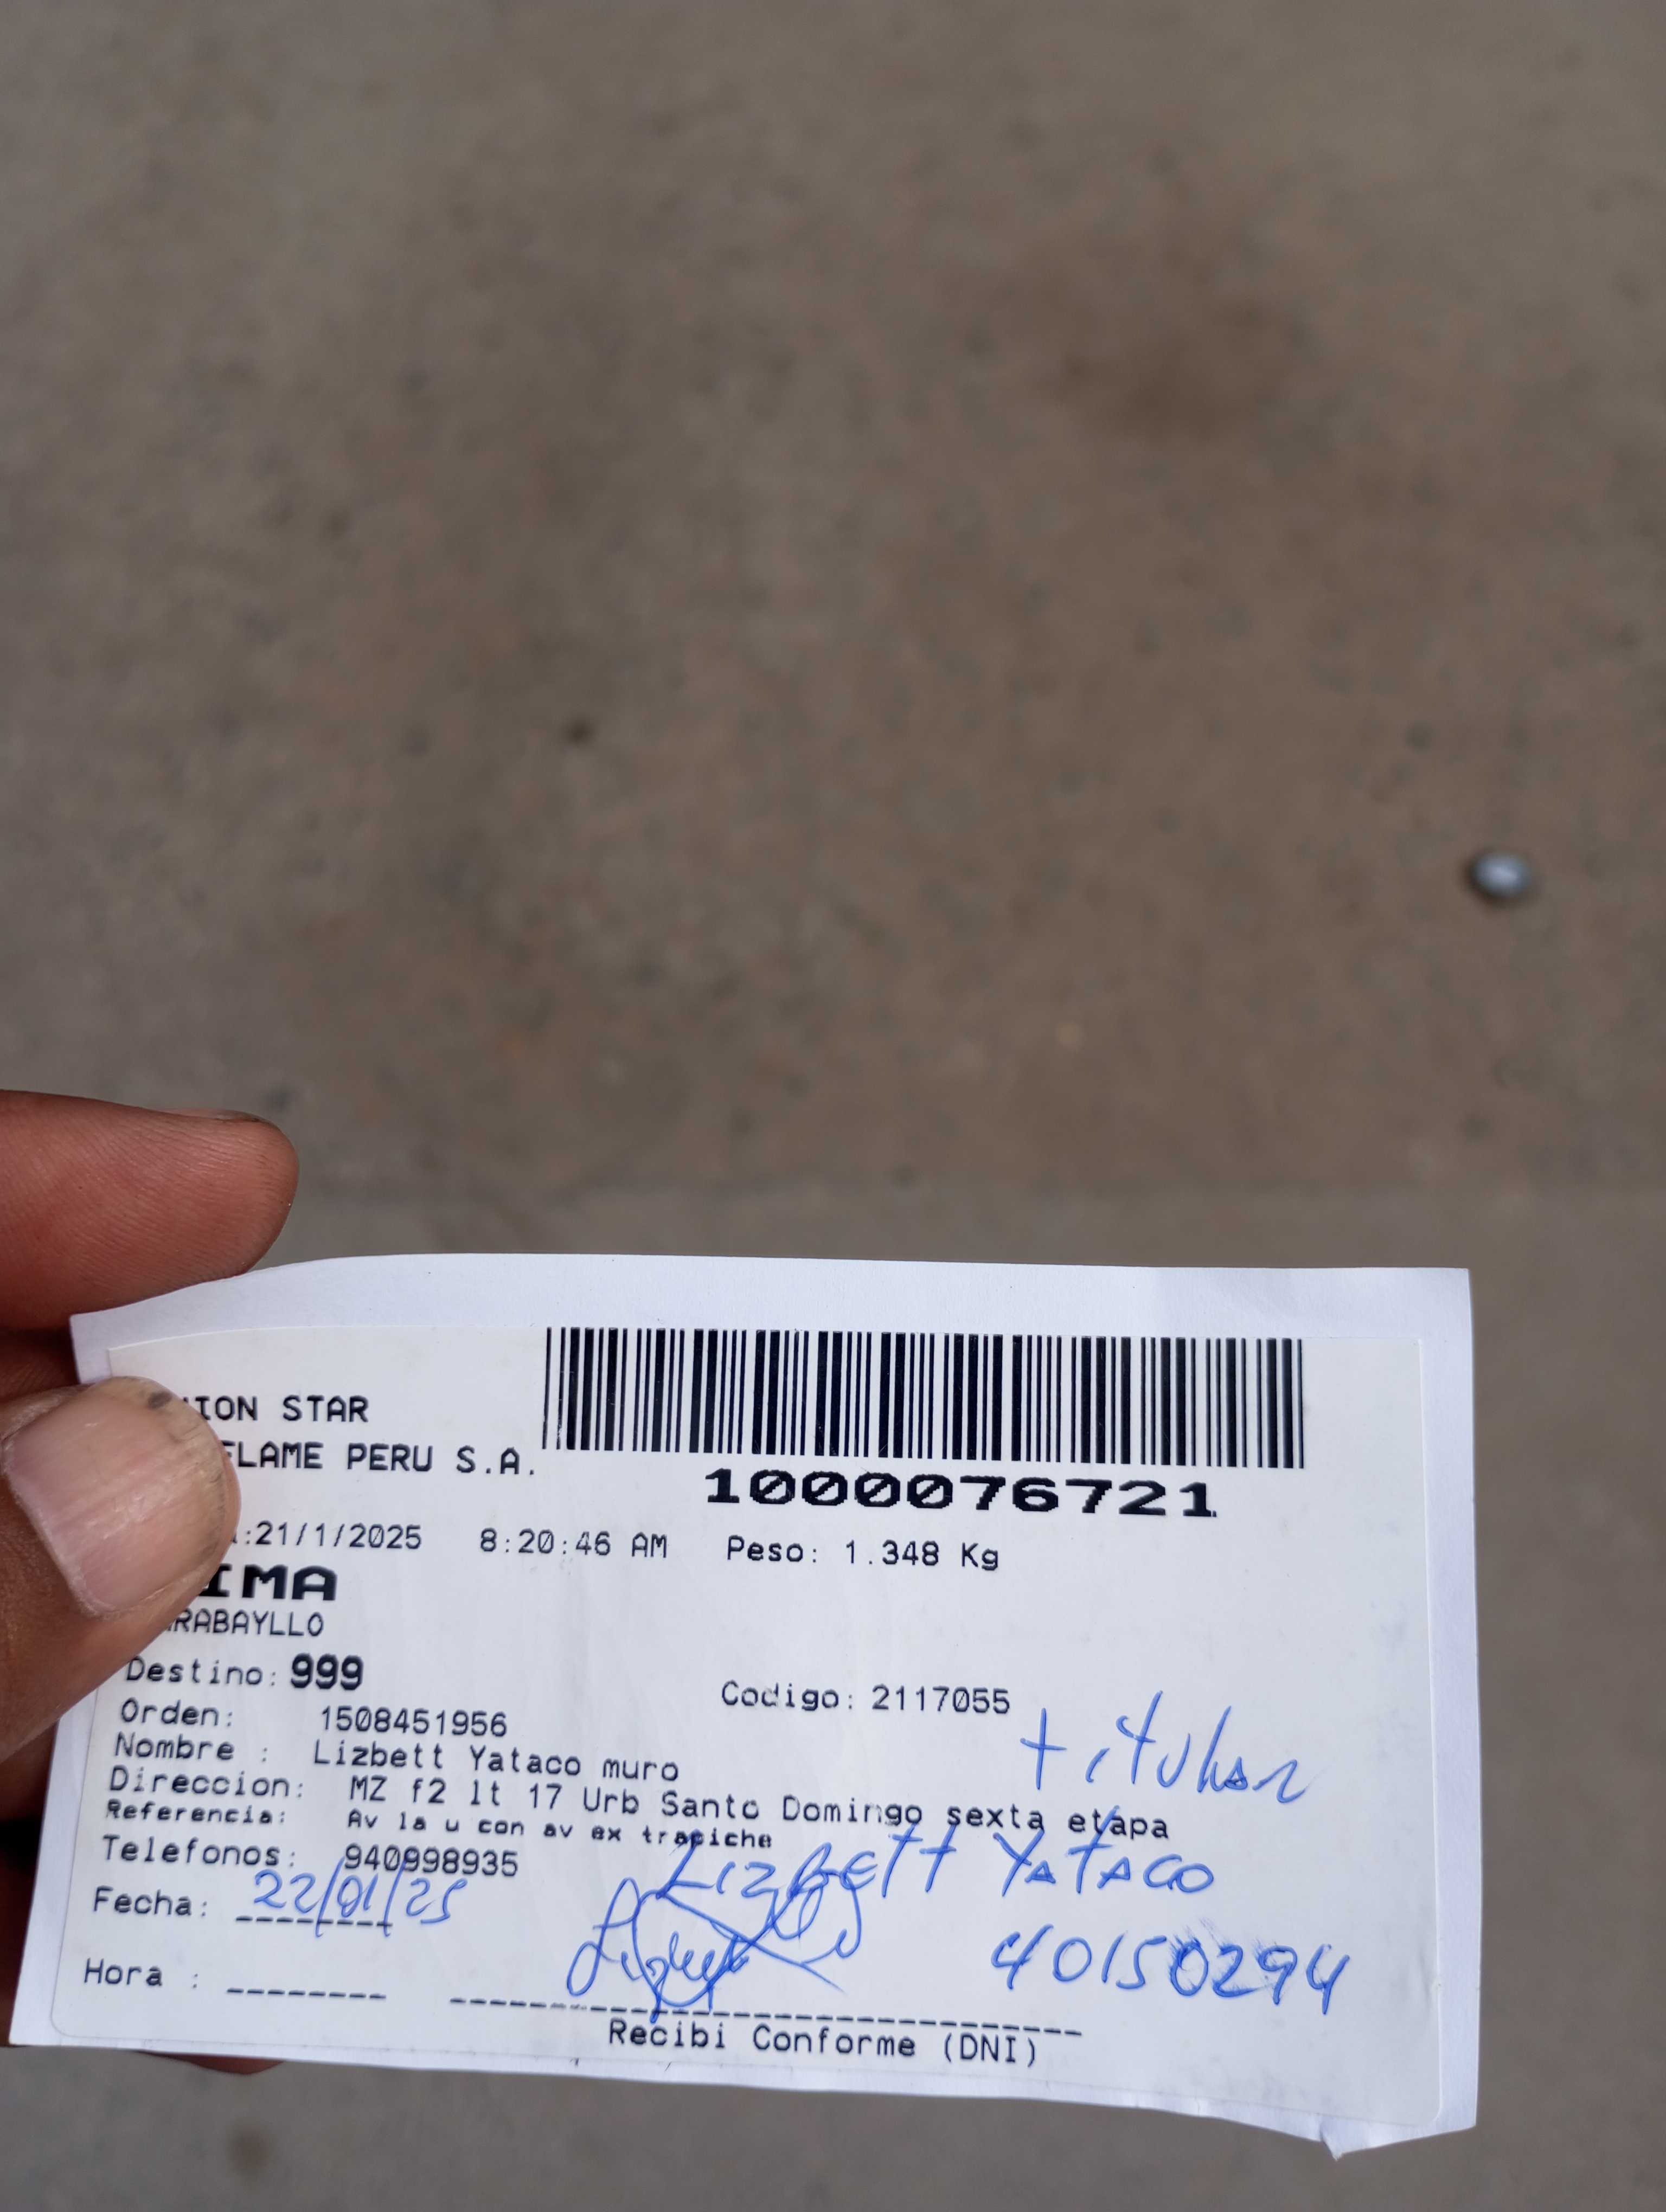 ION STAR
FLAME PERU S.A.
1000076721
:21/1/2025 8:20:46 AM Peso: 1.348 Kg
IMA
RABAYLLO
Destino: 999
Codigo: 2117055
Orden: 1508451956
titular
Nombre : Lizbett Yataco muro
Direccion: MZ f2 lt 17 Urb Santo Domingo sexta etapa
Referencia: Av la u con av ex trapiche
Telefonos: 940998935
Lizbett Yataco
Fecha: 22/01/25
40150294
Hora :
Recibi Conforme (DNI)